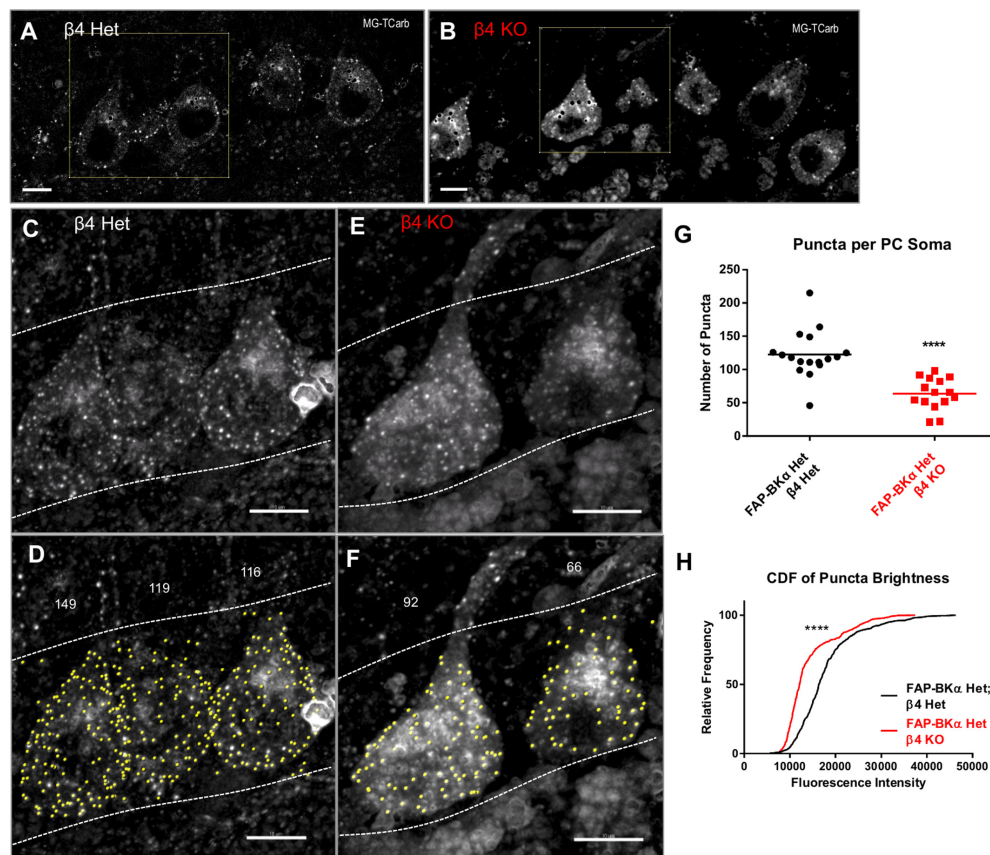 A
β4 Het
MG-TCarb
B
β4 KO
MG-TCarb
C
β4 Het
E
β4 KO
D
149
119
116
F
92
66
G
Puncta per PC Soma
Number of Puncta
250
200
150
100
50
0
****
FAP-BKα Het
β4 Het
FAP-BKα Het
β4 KO
H
CDF of Puncta Brightness
Relative Frequency
100
50
0
****
FAP-BKα Het;
β4 Het
FAP-BKα Het
β4 KO
0 10000 20000 30000 40000 50000
Fluorescence Intensity